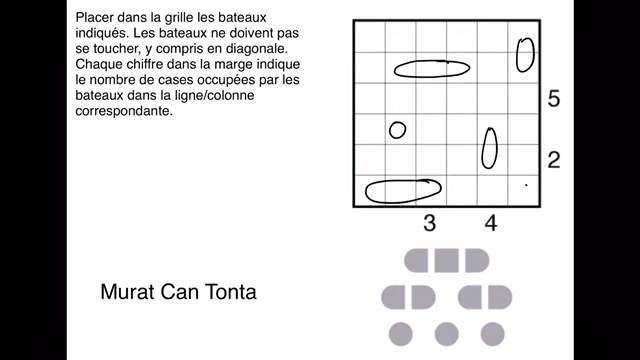 Placer dans la grille les bateaux
indiqués. Les bateaux ne doivent pas
se toucher, y compris en diagonale.
Chaque chiffre dans la marge indique
le nombre de cases occupées par les
bateaux dans la ligne/colonne
correspondante.
5
2
3 4
Murat Can Tonta